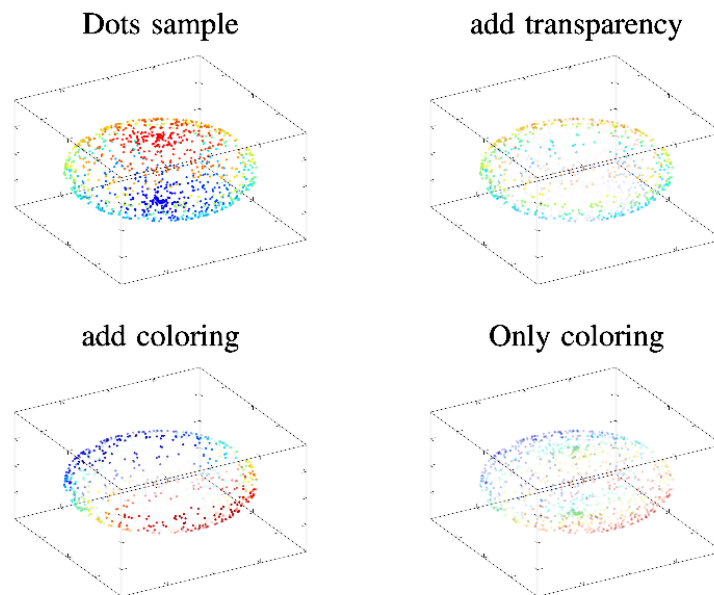 Dots sample
add transparency
add coloring
Only coloring